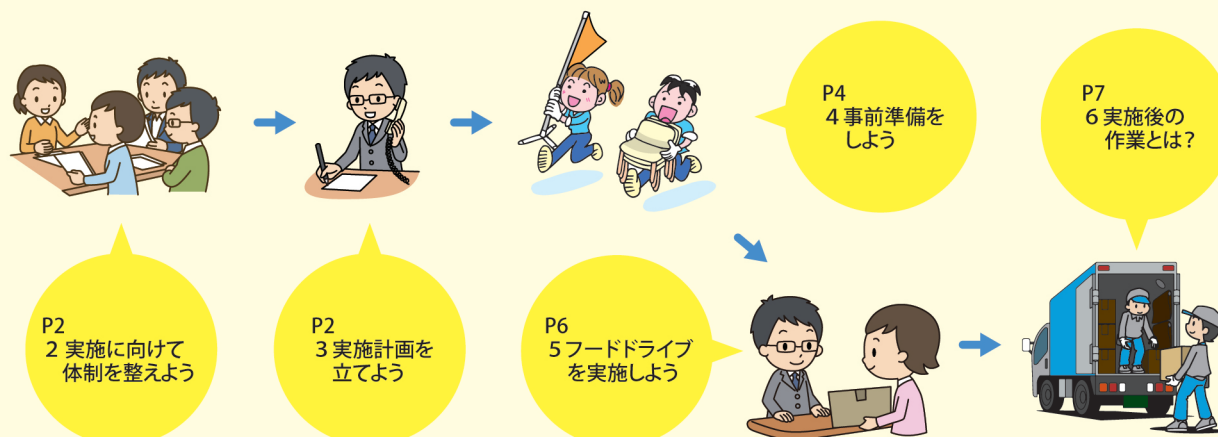 P2
2 実施に向けて
体制を整えよう
P2
3 実施計画を
立てよう
P4
4 事前準備を
しよう
P6
5 フードドライブ
を実施しよう
P7
6 実施後の
作業とは?